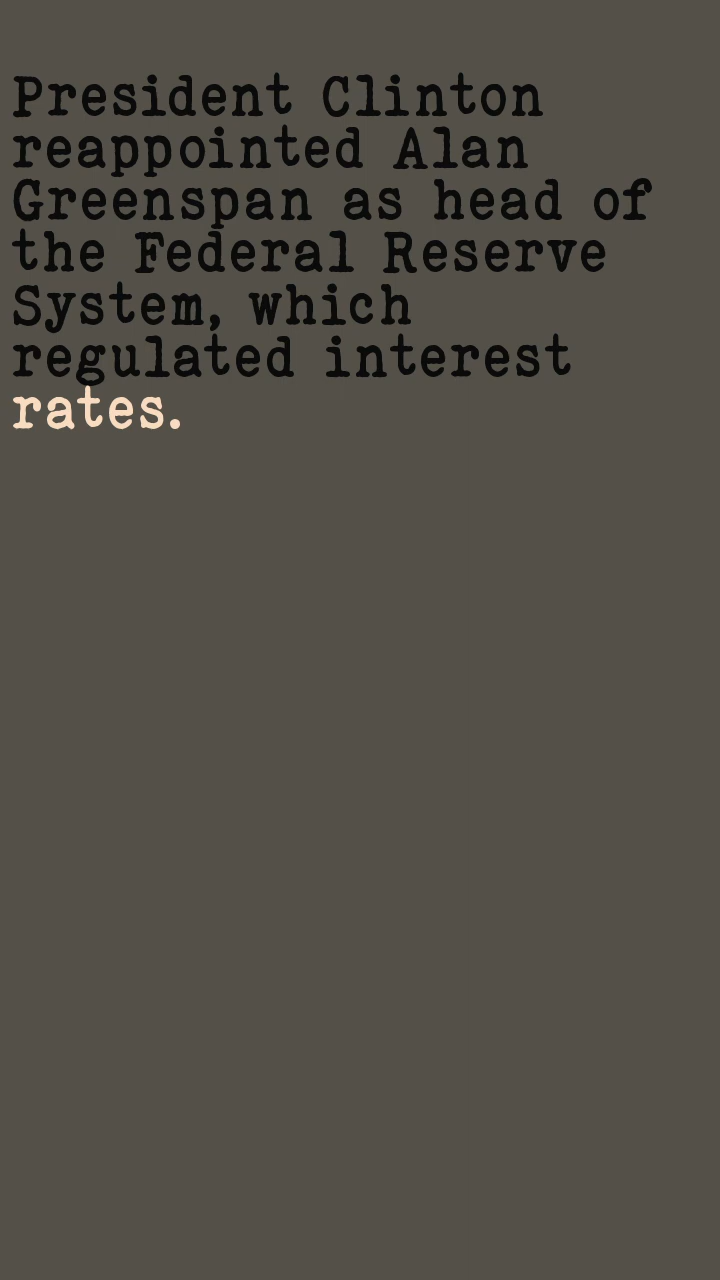 President Clinton
reappointed Alan
Greenspan as head of
the Federal Reserve
System, which
regulated interest
rates.